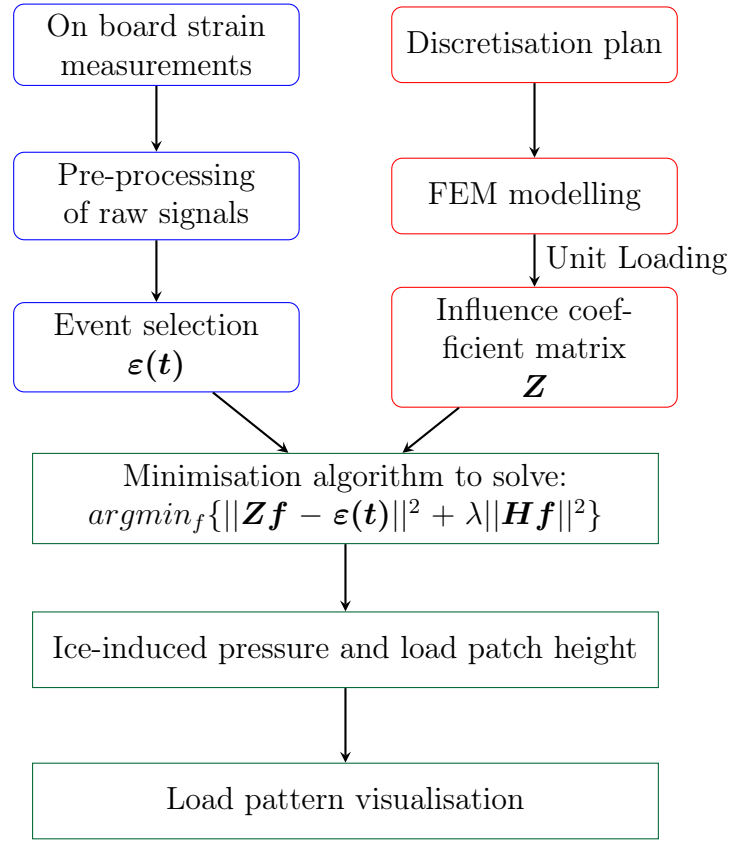 On board strain
measurements
Discretisation plan
Pre-processing
of raw signals
FEM modelling
Unit Loading
Event selection
ε(t)
Influence coef-
ficient matrix
Z
Minimisation algorithm to solve:
argmin_f{||Zf − ε(t)||² + λ||Hf||²}
Ice-induced pressure and load patch height
Load pattern visualisation